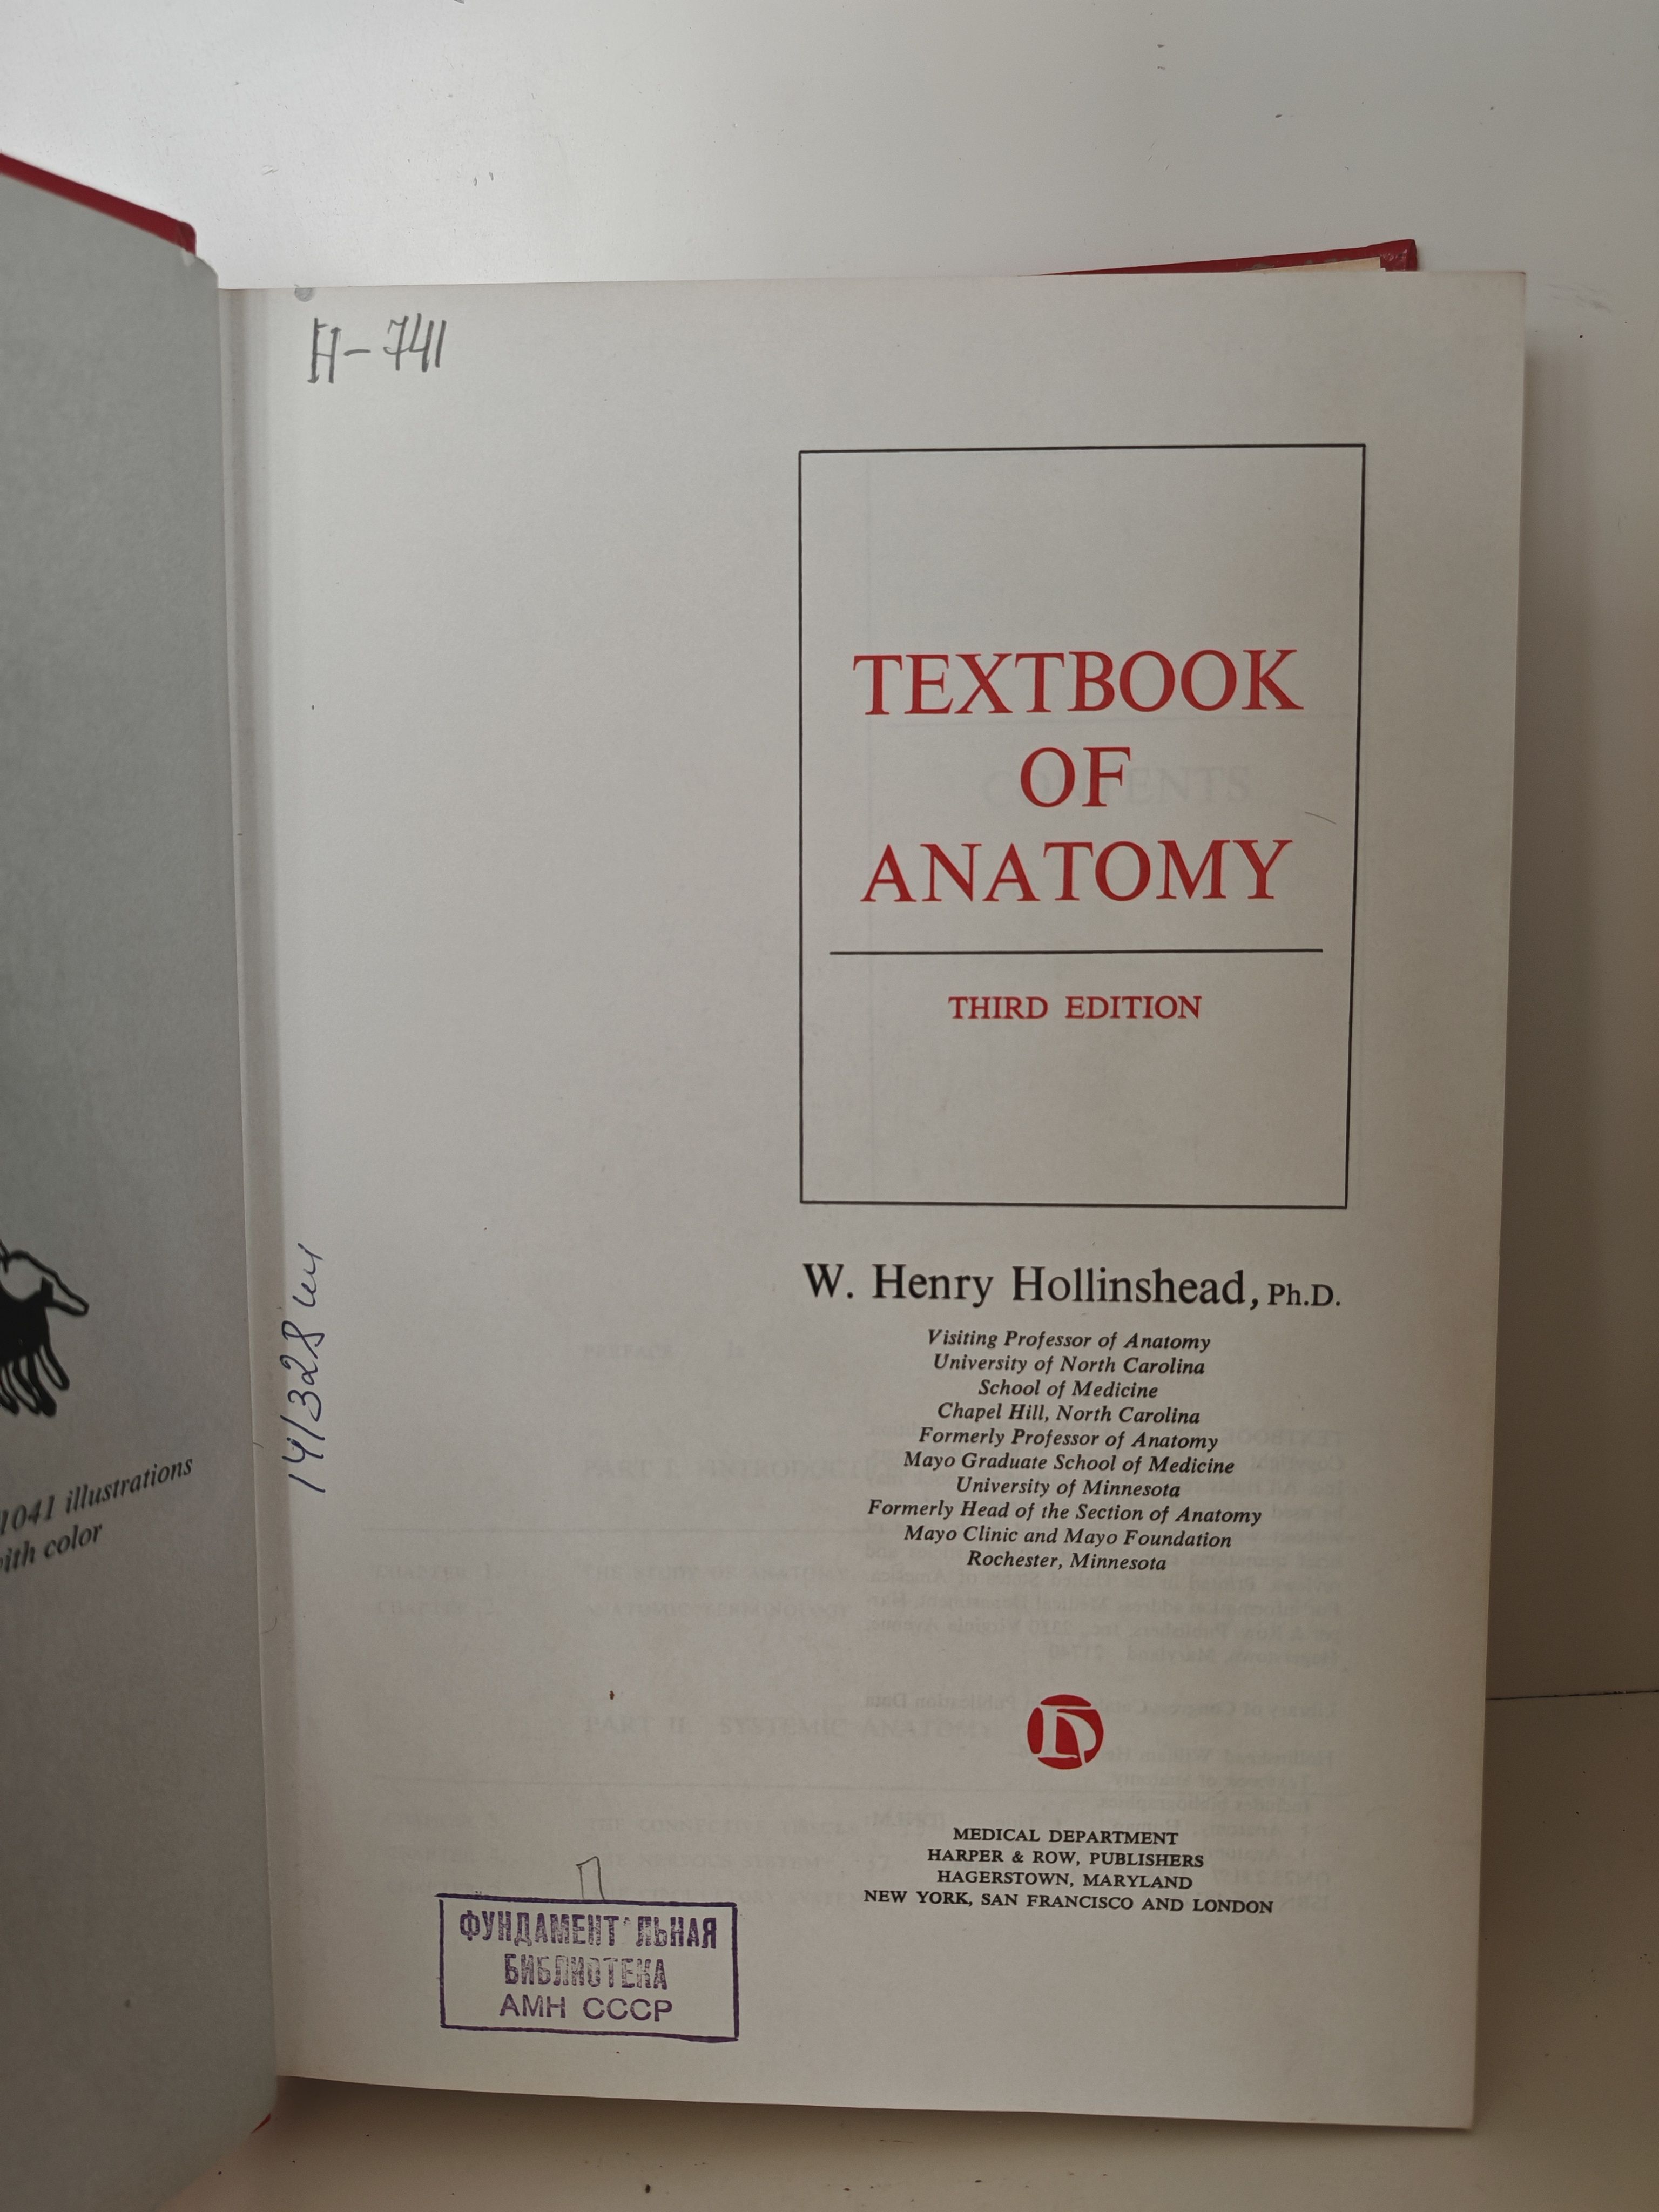 1041 illustrations
with color
H-741
TEXTBOOK
OF
ANATOMY
THIRD EDITION
W. Henry Hollinshead, Ph.D.
Visiting Professor of Anatomy
University of North Carolina
School of Medicine
Chapel Hill, North Carolina
Formerly Professor of Anatomy
Mayo Graduate School of Medicine
University of Minnesota
Formerly Head of the Section of Anatomy
Mayo Clinic and Mayo Foundation
Rochester, Minnesota
MEDICAL DEPARTMENT
HARPER & ROW, PUBLISHERS
HAGERSTOWN, MARYLAND
NEW YORK, SAN FRANCISCO AND LONDON
14/328
П
ФУНДАМЕНТАЛЬНАЯ
БИБЛИОТЕКА
АМН СССР